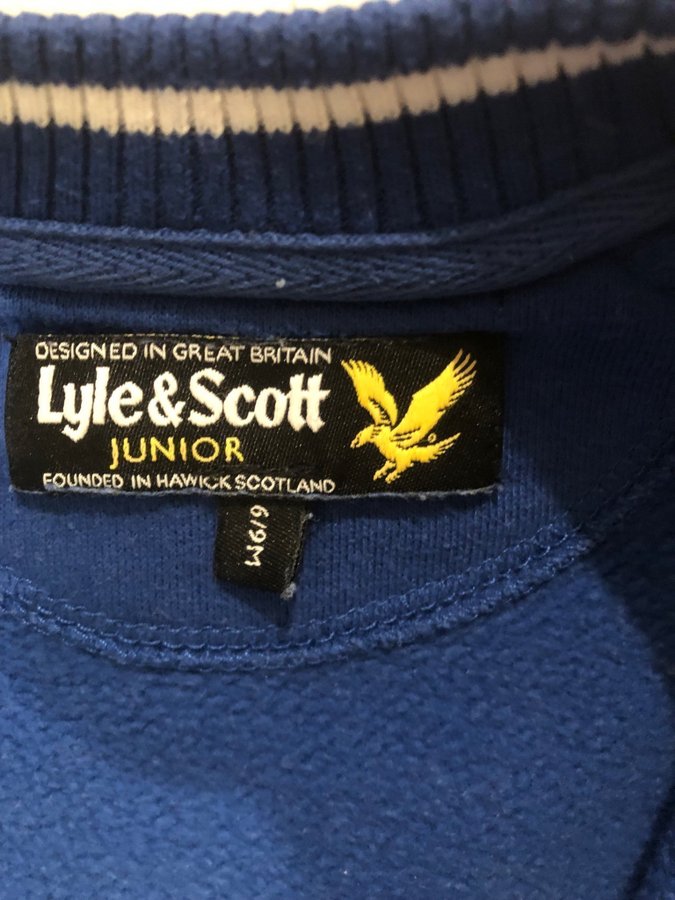 DESIGNED IN GREAT BRITAIN
Lyle&Scott
JUNIOR
FOUNDED IN HAWICK SCOTLAND
6/9M